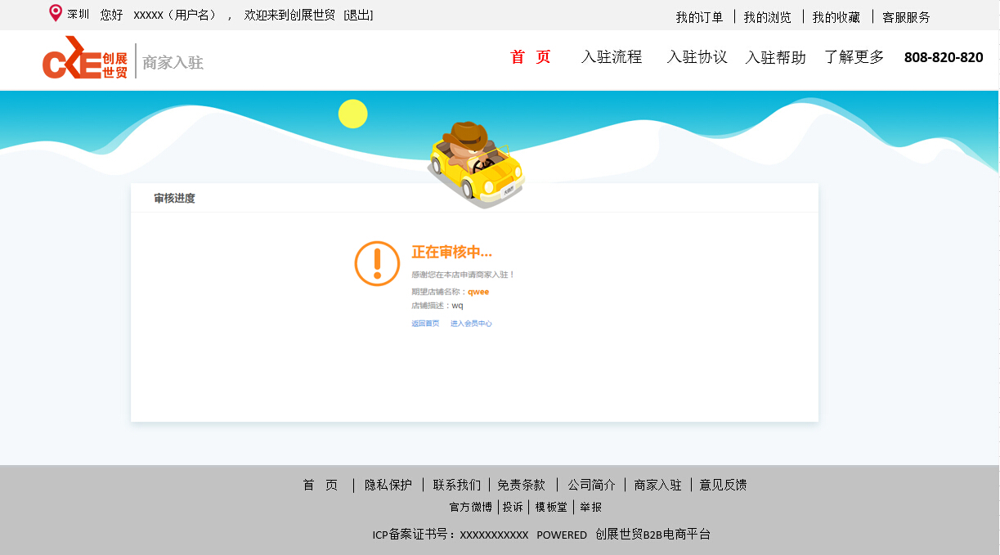 深圳 您好 XXXXX（用户名）， 欢迎来到创展世贸 [退出] 我的订单 | 我的浏览 | 我的收藏 | 客服服务
创展世贸 | 商家入驻 首 页 入驻流程 入驻协议 入驻帮助 了解更多 808-820-820
审核进度
正在审核中...
感谢您在本店申请商家入驻！
期望店铺名称：qwee
店铺描述：wq
返回首页 进入会员中心
首 页 | 隐私保护 | 联系我们 | 免责条款 | 公司简介 | 商家入驻 | 意见反馈
官方微博 | 投诉 | 模板堂 | 举报
ICP备案证书号：XXXXXXXXXXX POWERED 创展世贸B2B电商平台